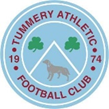 TUMMERY ATHLETIC
19 74
FOOTBALL CLUB